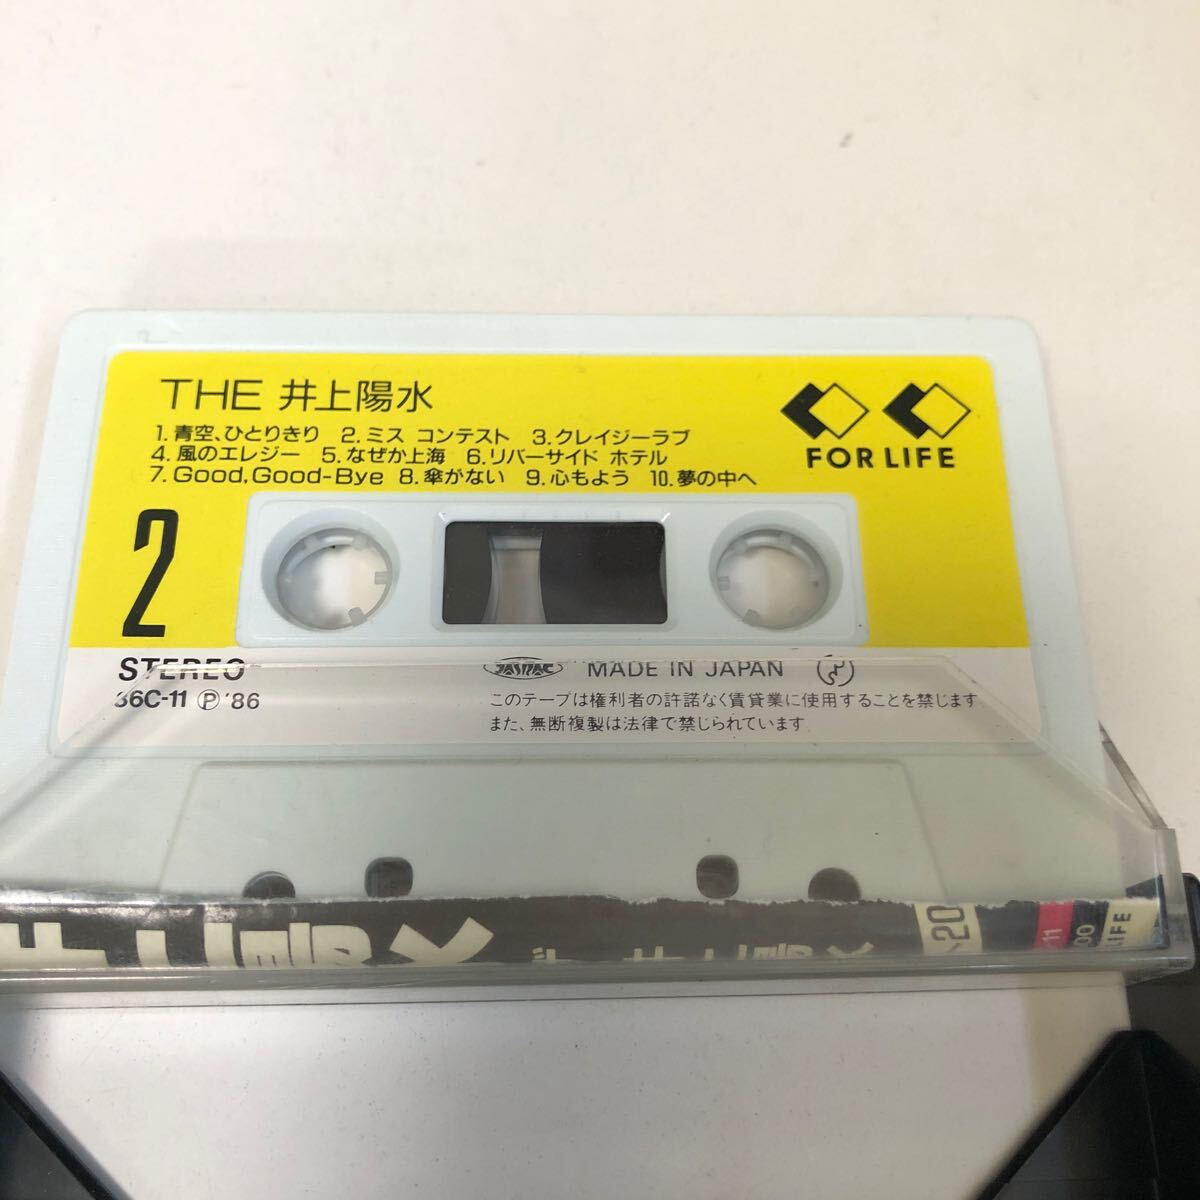 THE 井上陽水
1. 青空、ひとりきり 2. ミス コンテスト 3. クレイジーラブ
4. 風のエレジー 5. なぜか上海 6. リバーサイド ホテル
7. Good, Good-Bye 8. 傘がない 9. 心もよう 10. 夢の中へ
FOR LIFE
2
STEREO
36C-11 Ⓟ '86
JASRAC
MADE IN JAPAN
このテープは権利者の許諾なく賃貸業に使用することを禁じます
また、無断複製は法律で禁じられています
20
11
00
LIFE